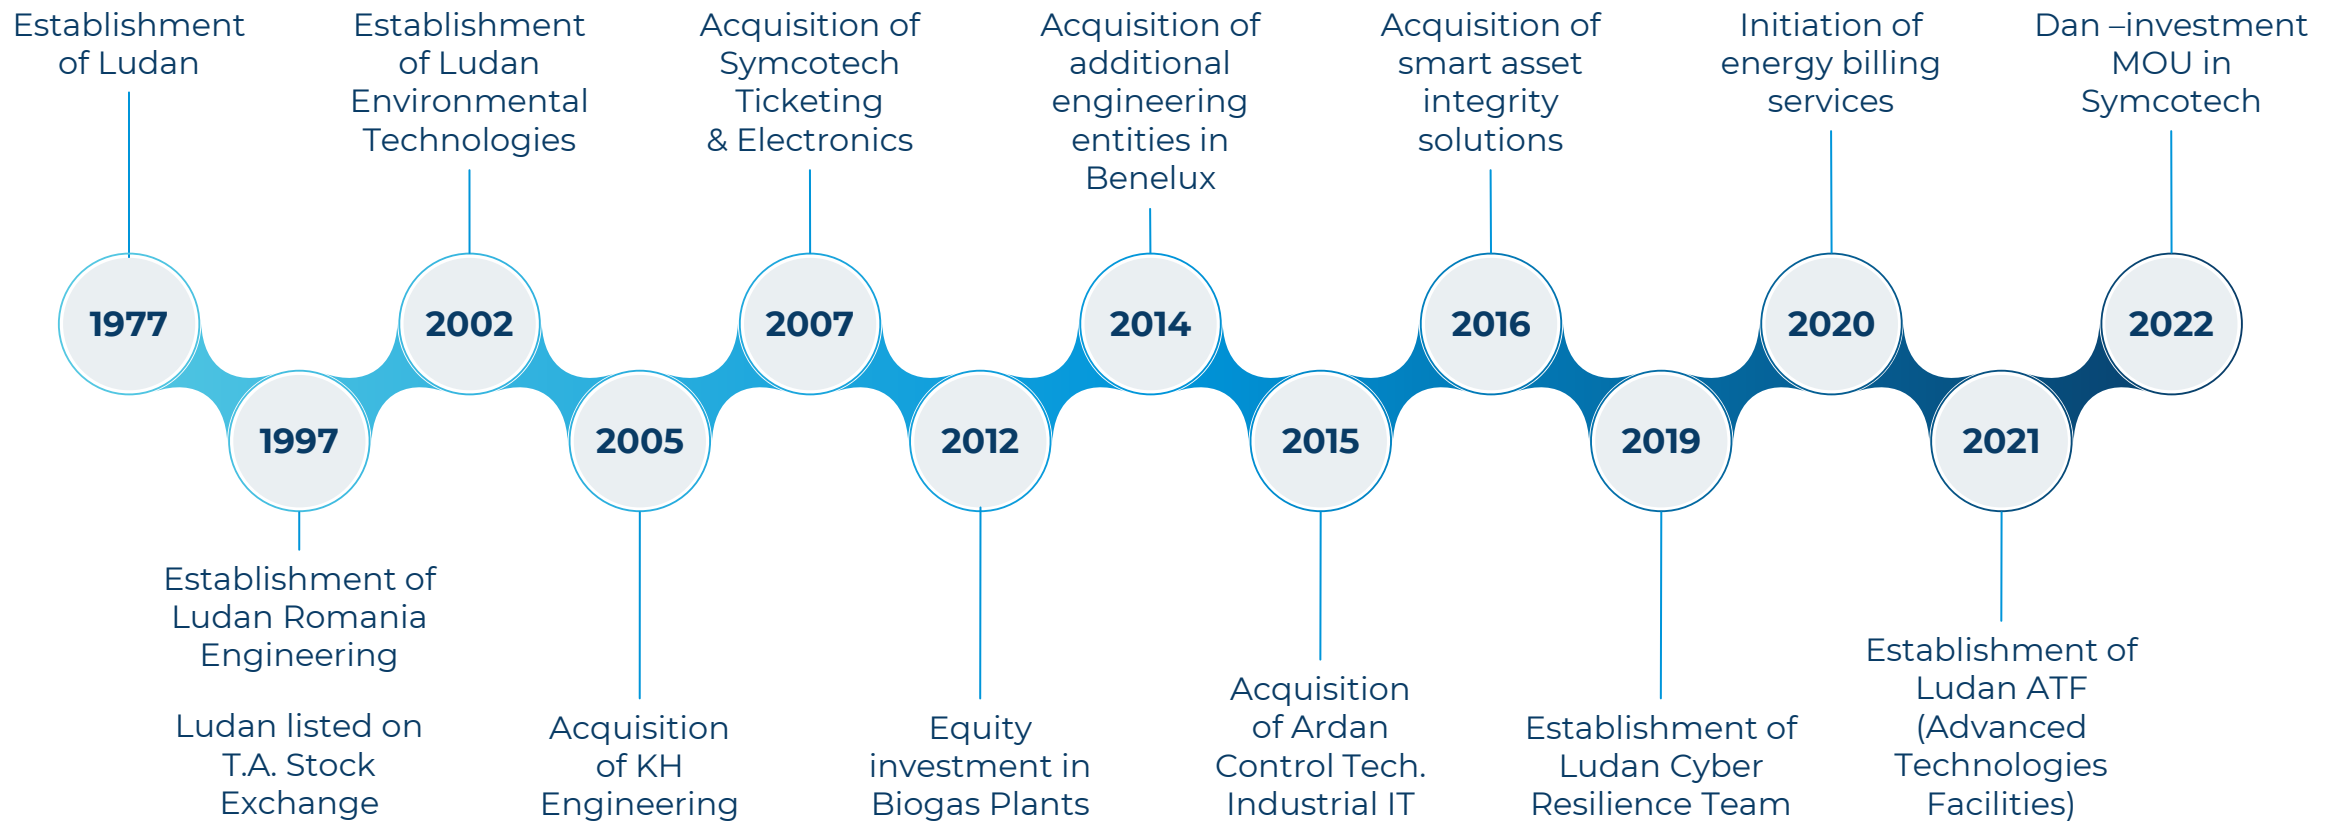 Establishment
of Ludan
Establishment
of Ludan
Environmental
Technologies
Acquisition of
Symcotech
Ticketing
& Electronics
Acquisition of
additional
engineering
entities in
Benelux
Acquisition of
smart asset
integrity
solutions
Initiation of
energy billing
services
Dan –investment
MOU in
Symcotech
1977
2002
2007
2014
2016
2020
2022
1997
2005
2012
2015
2019
2021
Establishment of
Ludan Romania
Engineering
Ludan listed on
T.A. Stock
Exchange
Acquisition
of KH
Engineering
Equity
investment in
Biogas Plants
Acquisition
of Ardan
Control Tech.
Industrial IT
Establishment of
Ludan Cyber
Resilience Team
Establishment of
Ludan ATF
(Advanced
Technologies
Facilities)